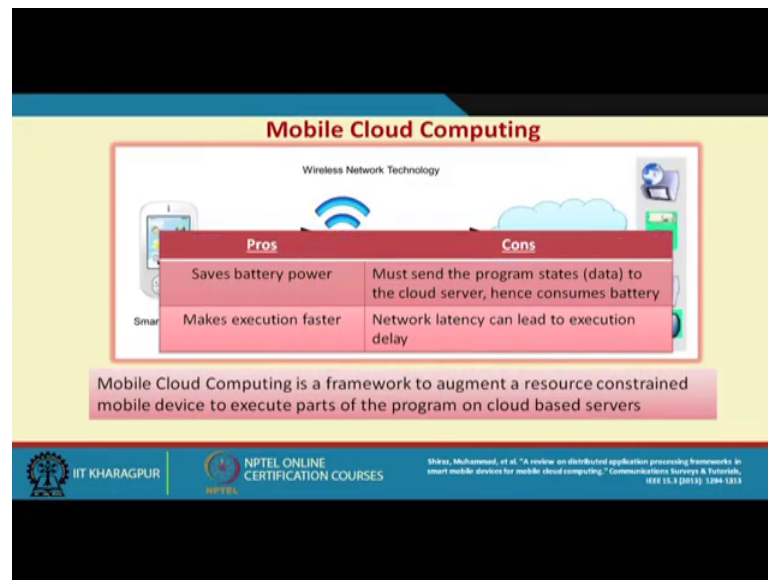 Mobile Cloud Computing
Wireless Network Technology
Pros Cons
Saves battery power Must send the program states (data) to
the cloud server, hence consumes battery
Makes execution faster Network latency can lead to execution
delay
Smar
Mobile Cloud Computing is a framework to augment a resource constrained
mobile device to execute parts of the program on cloud based servers
IIT KHARAGPUR
NPTEL
NPTEL ONLINE
CERTIFICATION COURSES
Shiraz, Muhammad, et al. "A review on distributed application processing frameworks in
smart mobile devices for mobile cloud computing." Communications Surveys & Tutorials,
IEEE 15.3 (2013): 1294-1313